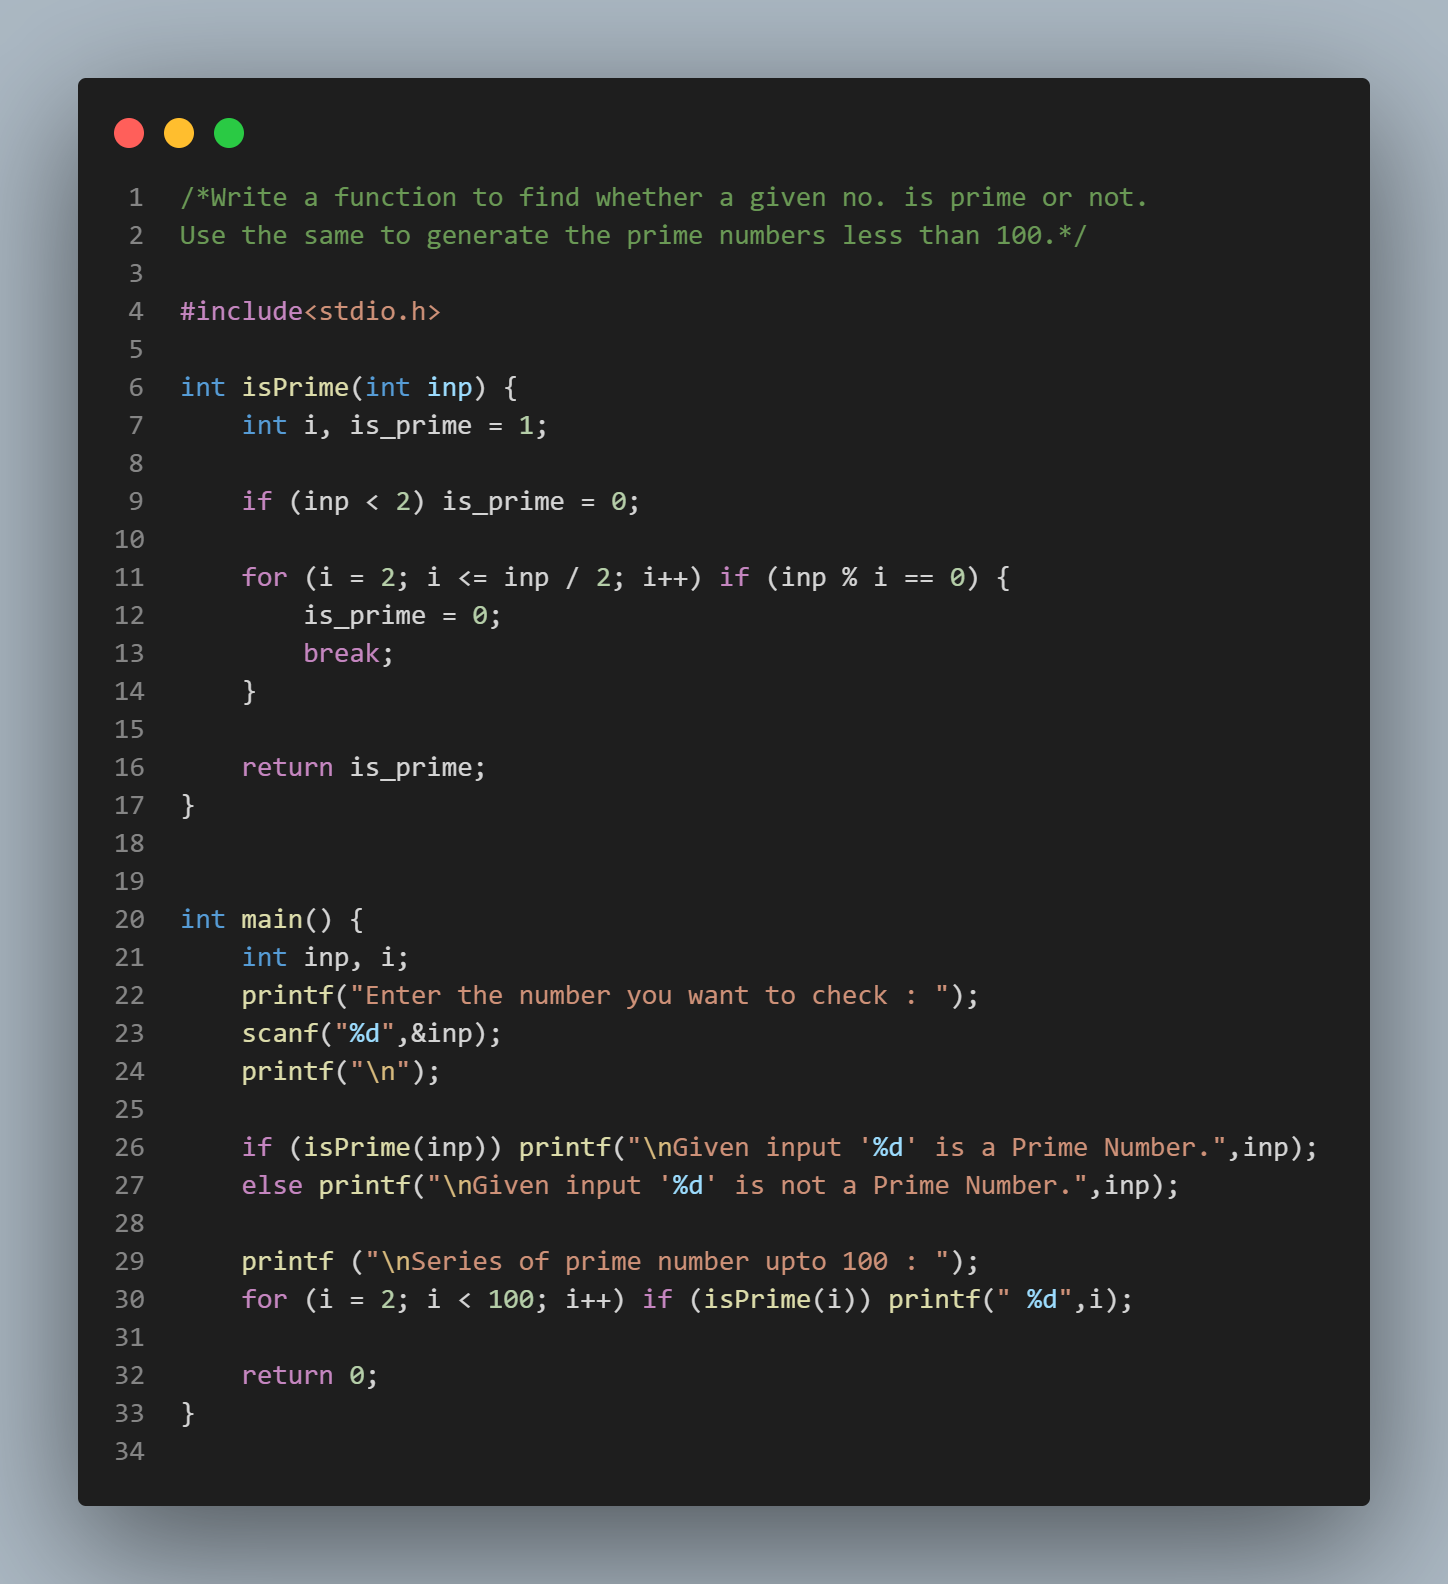 1 /*Write a function to find whether a given no. is prime or not.
2 Use the same to generate the prime numbers less than 100.*/
3
4 #include<stdio.h>
5
6 int isPrime(int inp) {
7     int i, is_prime = 1;
8
9     if (inp < 2) is_prime = 0;
10
11     for (i = 2; i <= inp / 2; i++) if (inp % i == 0) {
12         is_prime = 0;
13         break;
14     }
15
16     return is_prime;
17 }
18
19
20 int main() {
21     int inp, i;
22     printf("Enter the number you want to check : ");
23     scanf("%d",&inp);
24     printf("\n");
25
26     if (isPrime(inp)) printf("\nGiven input '%d' is a Prime Number.",inp);
27     else printf("\nGiven input '%d' is not a Prime Number.",inp);
28
29     printf ("\nSeries of prime number upto 100 : ");
30     for (i = 2; i < 100; i++) if (isPrime(i)) printf(" %d",i);
31
32     return 0;
33 }
34